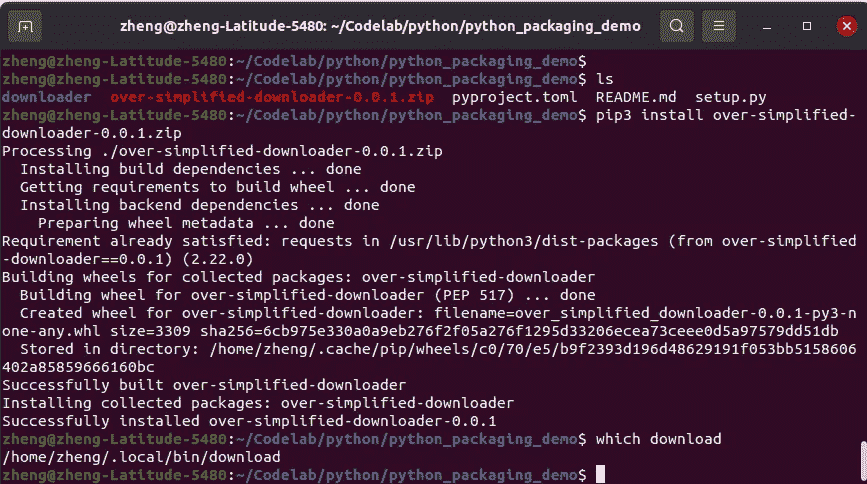 zheng@zheng-Latitude-5480: ~/Codelab/python/python_packaging_demo
zheng@zheng-Latitude-5480:~/Codelab/python/python_packaging_demo$
zheng@zheng-Latitude-5480:~/Codelab/python/python_packaging_demo$ ls
downloader  over-simplified-downloader-0.0.1.zip  pyproject.toml  README.md  setup.py
zheng@zheng-Latitude-5480:~/Codelab/python/python_packaging_demo$ pip3 install over-simplified-
downloader-0.0.1.zip
Processing ./over-simplified-downloader-0.0.1.zip
  Installing build dependencies ... done
  Getting requirements to build wheel ... done
  Installing backend dependencies ... done
    Preparing wheel metadata ... done
Requirement already satisfied: requests in /usr/lib/python3/dist-packages (from over-simplified
-downloader==0.0.1) (2.22.0)
Building wheels for collected packages: over-simplified-downloader
  Building wheel for over-simplified-downloader (PEP 517) ... done
  Created wheel for over-simplified-downloader: filename=over_simplified_downloader-0.0.1-py3-n
one-any.whl size=3309 sha256=6cb975e330a0a9eb276f2f05a276f1295d33206ecea73ceee0d5a97579dd51db
  Stored in directory: /home/zheng/.cache/pip/wheels/c0/70/e5/b9f2393d196d48629191f053bb5158606
402a85859666160bc
Successfully built over-simplified-downloader
Installing collected packages: over-simplified-downloader
Successfully installed over-simplified-downloader-0.0.1
zheng@zheng-Latitude-5480:~/Codelab/python/python_packaging_demo$ which download
/home/zheng/.local/bin/download
zheng@zheng-Latitude-5480:~/Codelab/python/python_packaging_demo$